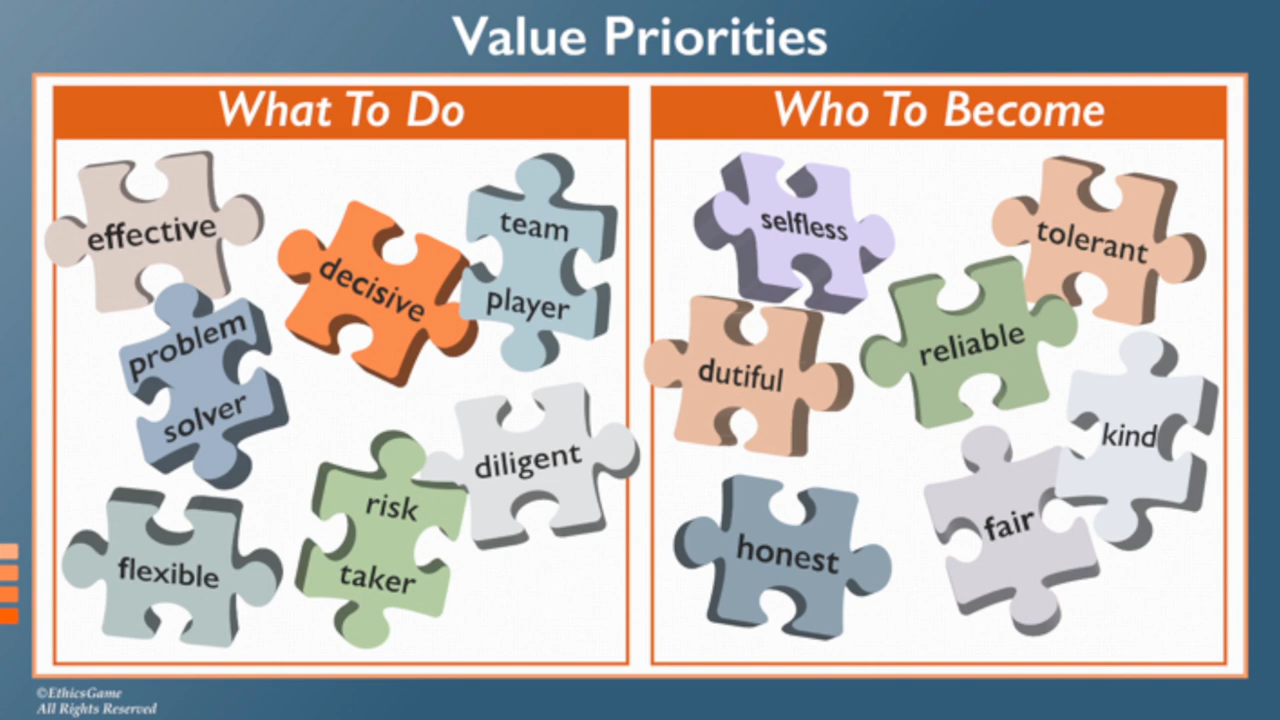 Value Priorities
What To Do
effective
decisive
team
player
problem
solver
diligent
risk
taker
flexible
Who To Become
selfless
tolerant
reliable
dutiful
kind
fair
honest
©EthicsGame
All Rights Reserved